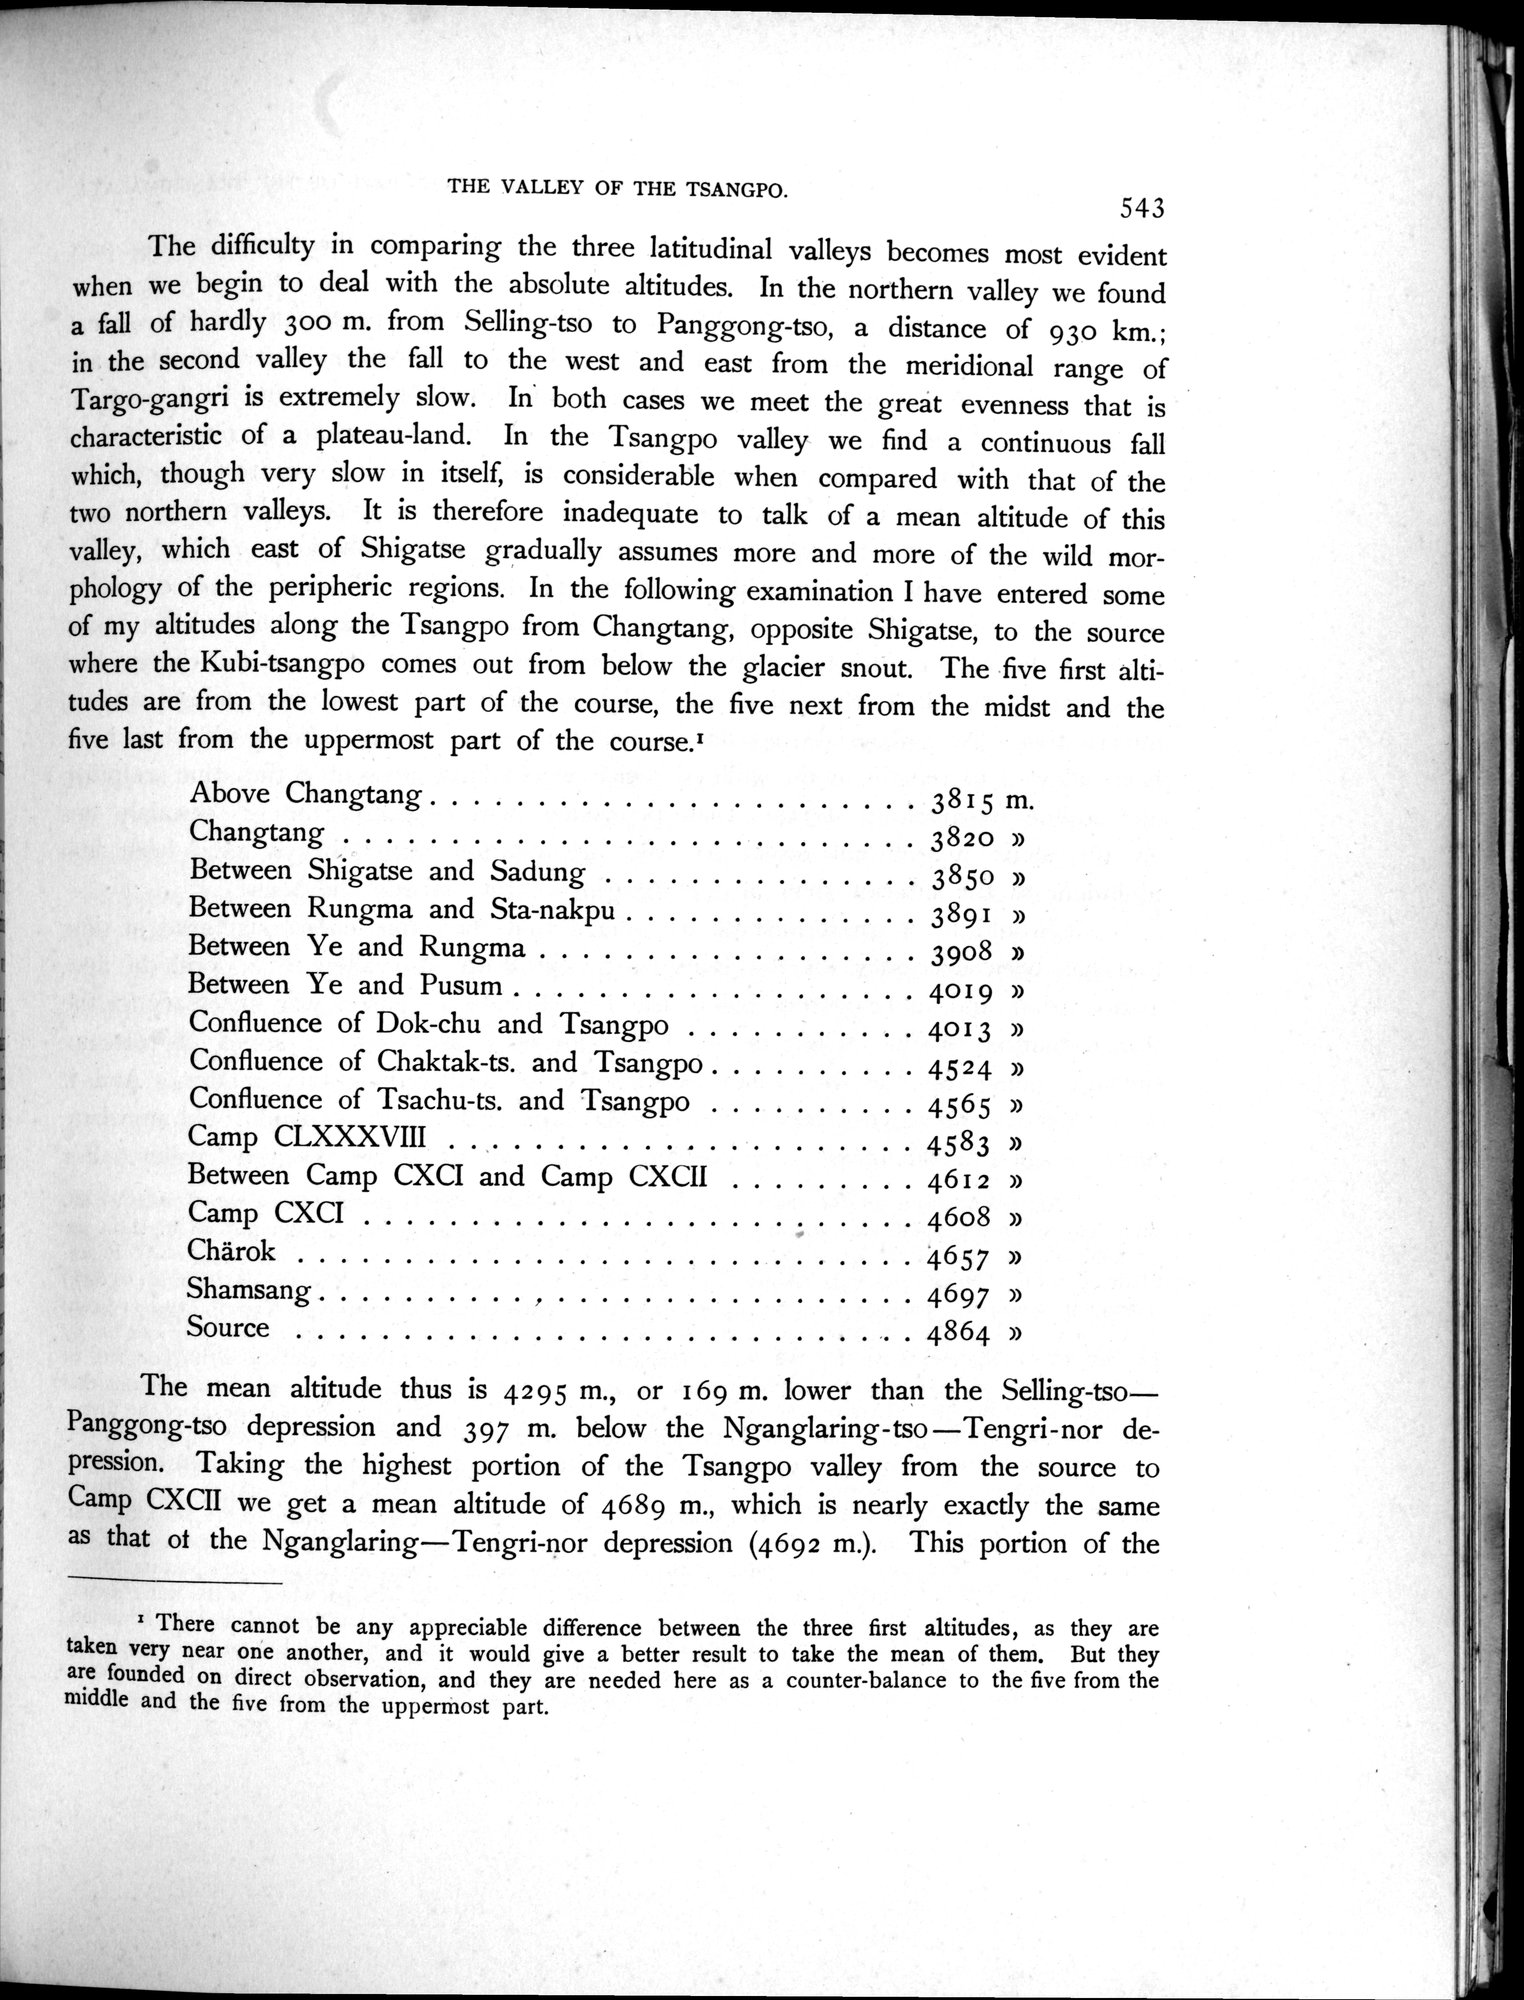 THE VALLEY OF THE TSANGPO.
543
The difficulty in comparing the three latitudinal valleys becomes most evident
when we begin to deal with the absolute altitudes. In the northern valley we found
a fall of hardly 300 m. from Selling-tso to Panggong-tso, a distance of 930 km.;
in the second valley the fall to the west and east from the meridional range of
Targo-gangri is extremely slow. In both cases we meet the great evenness that is
characteristic of a plateau-land. In the Tsangpo valley we find a continuous fall
which, though very slow in itself, is considerable when compared with that of the
two northern valleys. It is therefore inadequate to talk of a mean altitude of this
valley, which east of Shigatse gradually assumes more and more of the wild mor-
phology of the peripheric regions. In the following examination I have entered some
of my altitudes along the Tsangpo from Changtang, opposite Shigatse, to the source
where the Kubi-tsangpo comes out from below the glacier snout. The five first alti-
tudes are from the lowest part of the course, the five next from the midst and the
five last from the uppermost part of the course.¹
Above Changtang . . . . . . . . . . . . . . . . . . . . . . . 3815 m.
Changtang . . . . . . . . . . . . . . . . . . . . . . . . . . . 3820 »
Between Shigatse and Sadung . . . . . . . . . . . . . . . 3850 »
Between Rungma and Sta-nakpu . . . . . . . . . . . . . . 3891 »
Between Ye and Rungma . . . . . . . . . . . . . . . . . . 3908 »
Between Ye and Pusum . . . . . . . . . . . . . . . . . . . 4019 »
Confluence of Dok-chu and Tsangpo . . . . . . . . . . . 4013 »
Confluence of Chaktak-ts. and Tsangpo . . . . . . . . . . 4524 »
Confluence of Tsachu-ts. and Tsangpo . . . . . . . . . . 4565 »
Camp CLXXXVIII . . . . . . . . . . . . . . . . . . . . . . 4583 »
Between Camp CXCI and Camp CXCII . . . . . . . . . 4612 »
Camp CXCI . . . . . . . . . . . . . . . . . . . . . . . . . . 4608 »
Chärok . . . . . . . . . . . . . . . . . . . . . . . . . . . . . 4657 »
Shamsang . . . . . . . . . . . . . . . . . . . . . . . . . . . . 4697 »
Source . . . . . . . . . . . . . . . . . . . . . . . . . . . . . 4864 »
The mean altitude thus is 4295 m., or 169 m. lower than the Selling-tso—
Panggong-tso depression and 397 m. below the Nganglaring-tso—Tengri-nor de-
pression. Taking the highest portion of the Tsangpo valley from the source to
Camp CXCII we get a mean altitude of 4689 m., which is nearly exactly the same
as that of the Nganglaring—Tengri-nor depression (4692 m.). This portion of the
¹ There cannot be any appreciable difference between the three first altitudes, as they are
taken very near one another, and it would give a better result to take the mean of them. But they
are founded on direct observation, and they are needed here as a counter-balance to the five from the
middle and the five from the uppermost part.